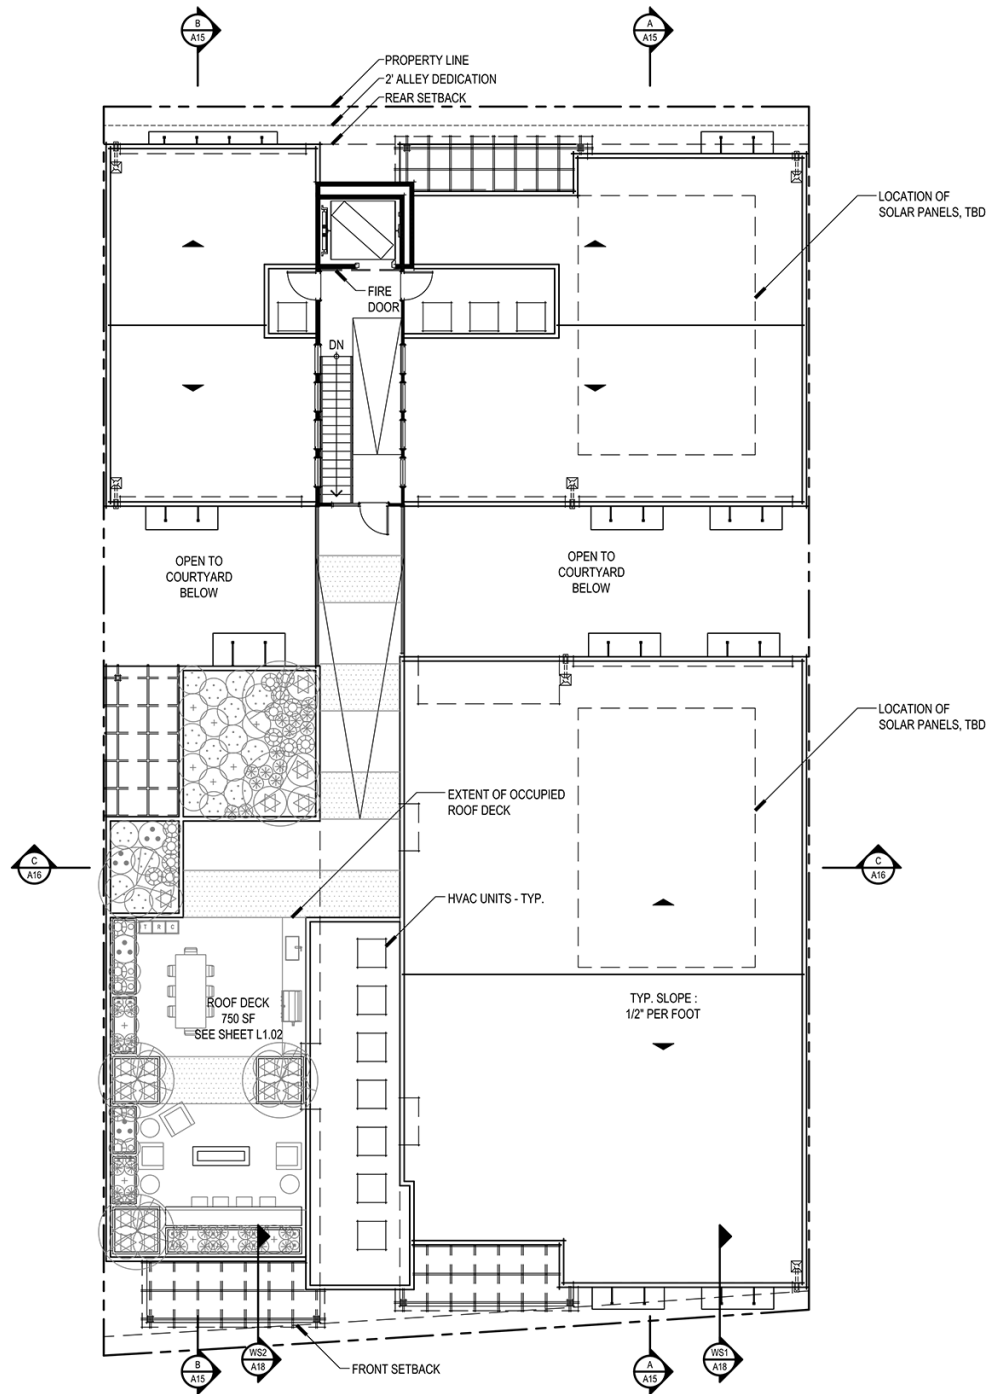 B
A15
A
A15
PROPERTY LINE
2' ALLEY DEDICATION
REAR SETBACK
LOCATION OF
SOLAR PANELS, TBD
FIRE
DOOR
DN
OPEN TO
COURTYARD
BELOW
OPEN TO
COURTYARD
BELOW
LOCATION OF
SOLAR PANELS, TBD
EXTENT OF OCCUPIED
ROOF DECK
C
A16
C
A16
HVAC UNITS - TYP.
T R C
ROOF DECK
750 SF
SEE SHEET L1.02
TYP. SLOPE :
1/2" PER FOOT
WS2
A18
WS1
A18
B
A15
A
A15
FRONT SETBACK